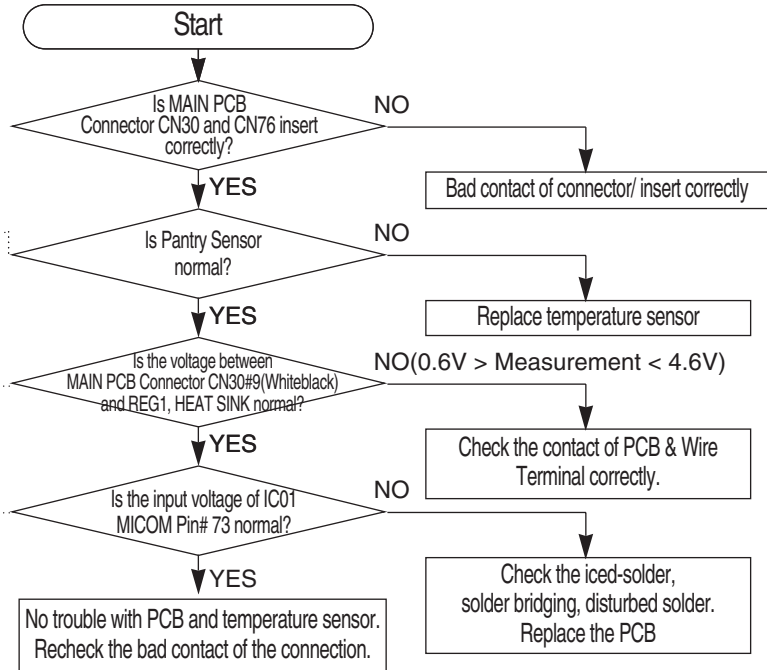 Start
Is MAIN PCB
Connector CN30 and CN76 insert
correctly?
NO
Bad contact of connector/ insert correctly
YES
Is Pantry Sensor
normal?
NO
Replace temperature sensor
YES
Is the voltage between
MAIN PCB Connector CN30#9(Whiteblack)
and REG1, HEAT SINK normal?
NO(0.6V > Measurement < 4.6V)
Check the contact of PCB & Wire
Terminal correctly.
YES
Is the input voltage of IC01
MICOM Pin# 73 normal?
NO
Check the iced-solder,
solder bridging, disturbed solder.
Replace the PCB
YES
No trouble with PCB and temperature sensor.
Recheck the bad contact of the connection.